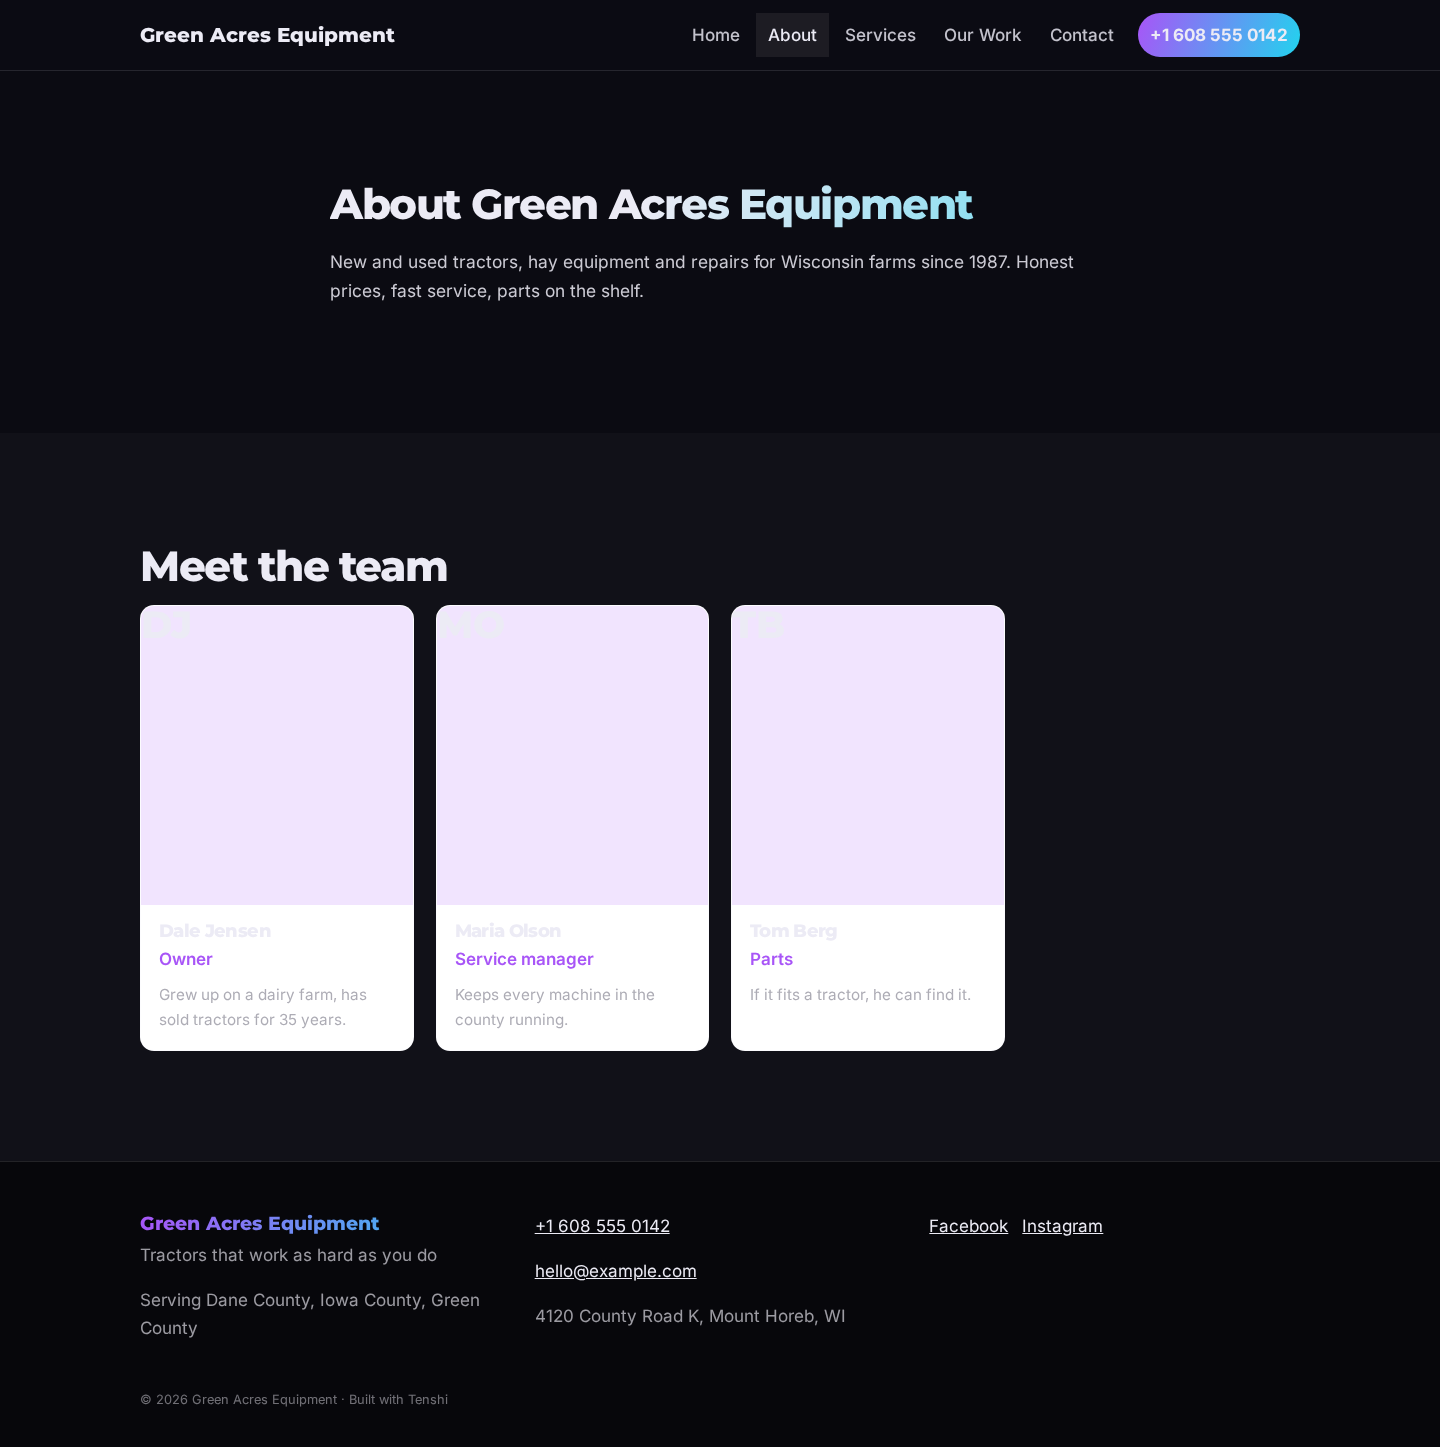 Green Acres Equipment
Home About Services Our Work Contact +1 608 555 0142
About Green Acres Equipment
New and used tractors, hay equipment and repairs for Wisconsin farms since 1987. Honest
prices, fast service, parts on the shelf.
Meet the team
DJ MO TB
Dale Jensen
Owner
Grew up on a dairy farm, has
sold tractors for 35 years.
Maria Olson
Service manager
Keeps every machine in the
county running.
Tom Berg
Parts
If it fits a tractor, he can find it.
Green Acres Equipment
Tractors that work as hard as you do
Serving Dane County, Iowa County, Green
County
+1 608 555 0142
hello@example.com
4120 County Road K, Mount Horeb, WI
Facebook Instagram
© 2026 Green Acres Equipment · Built with Tenshi